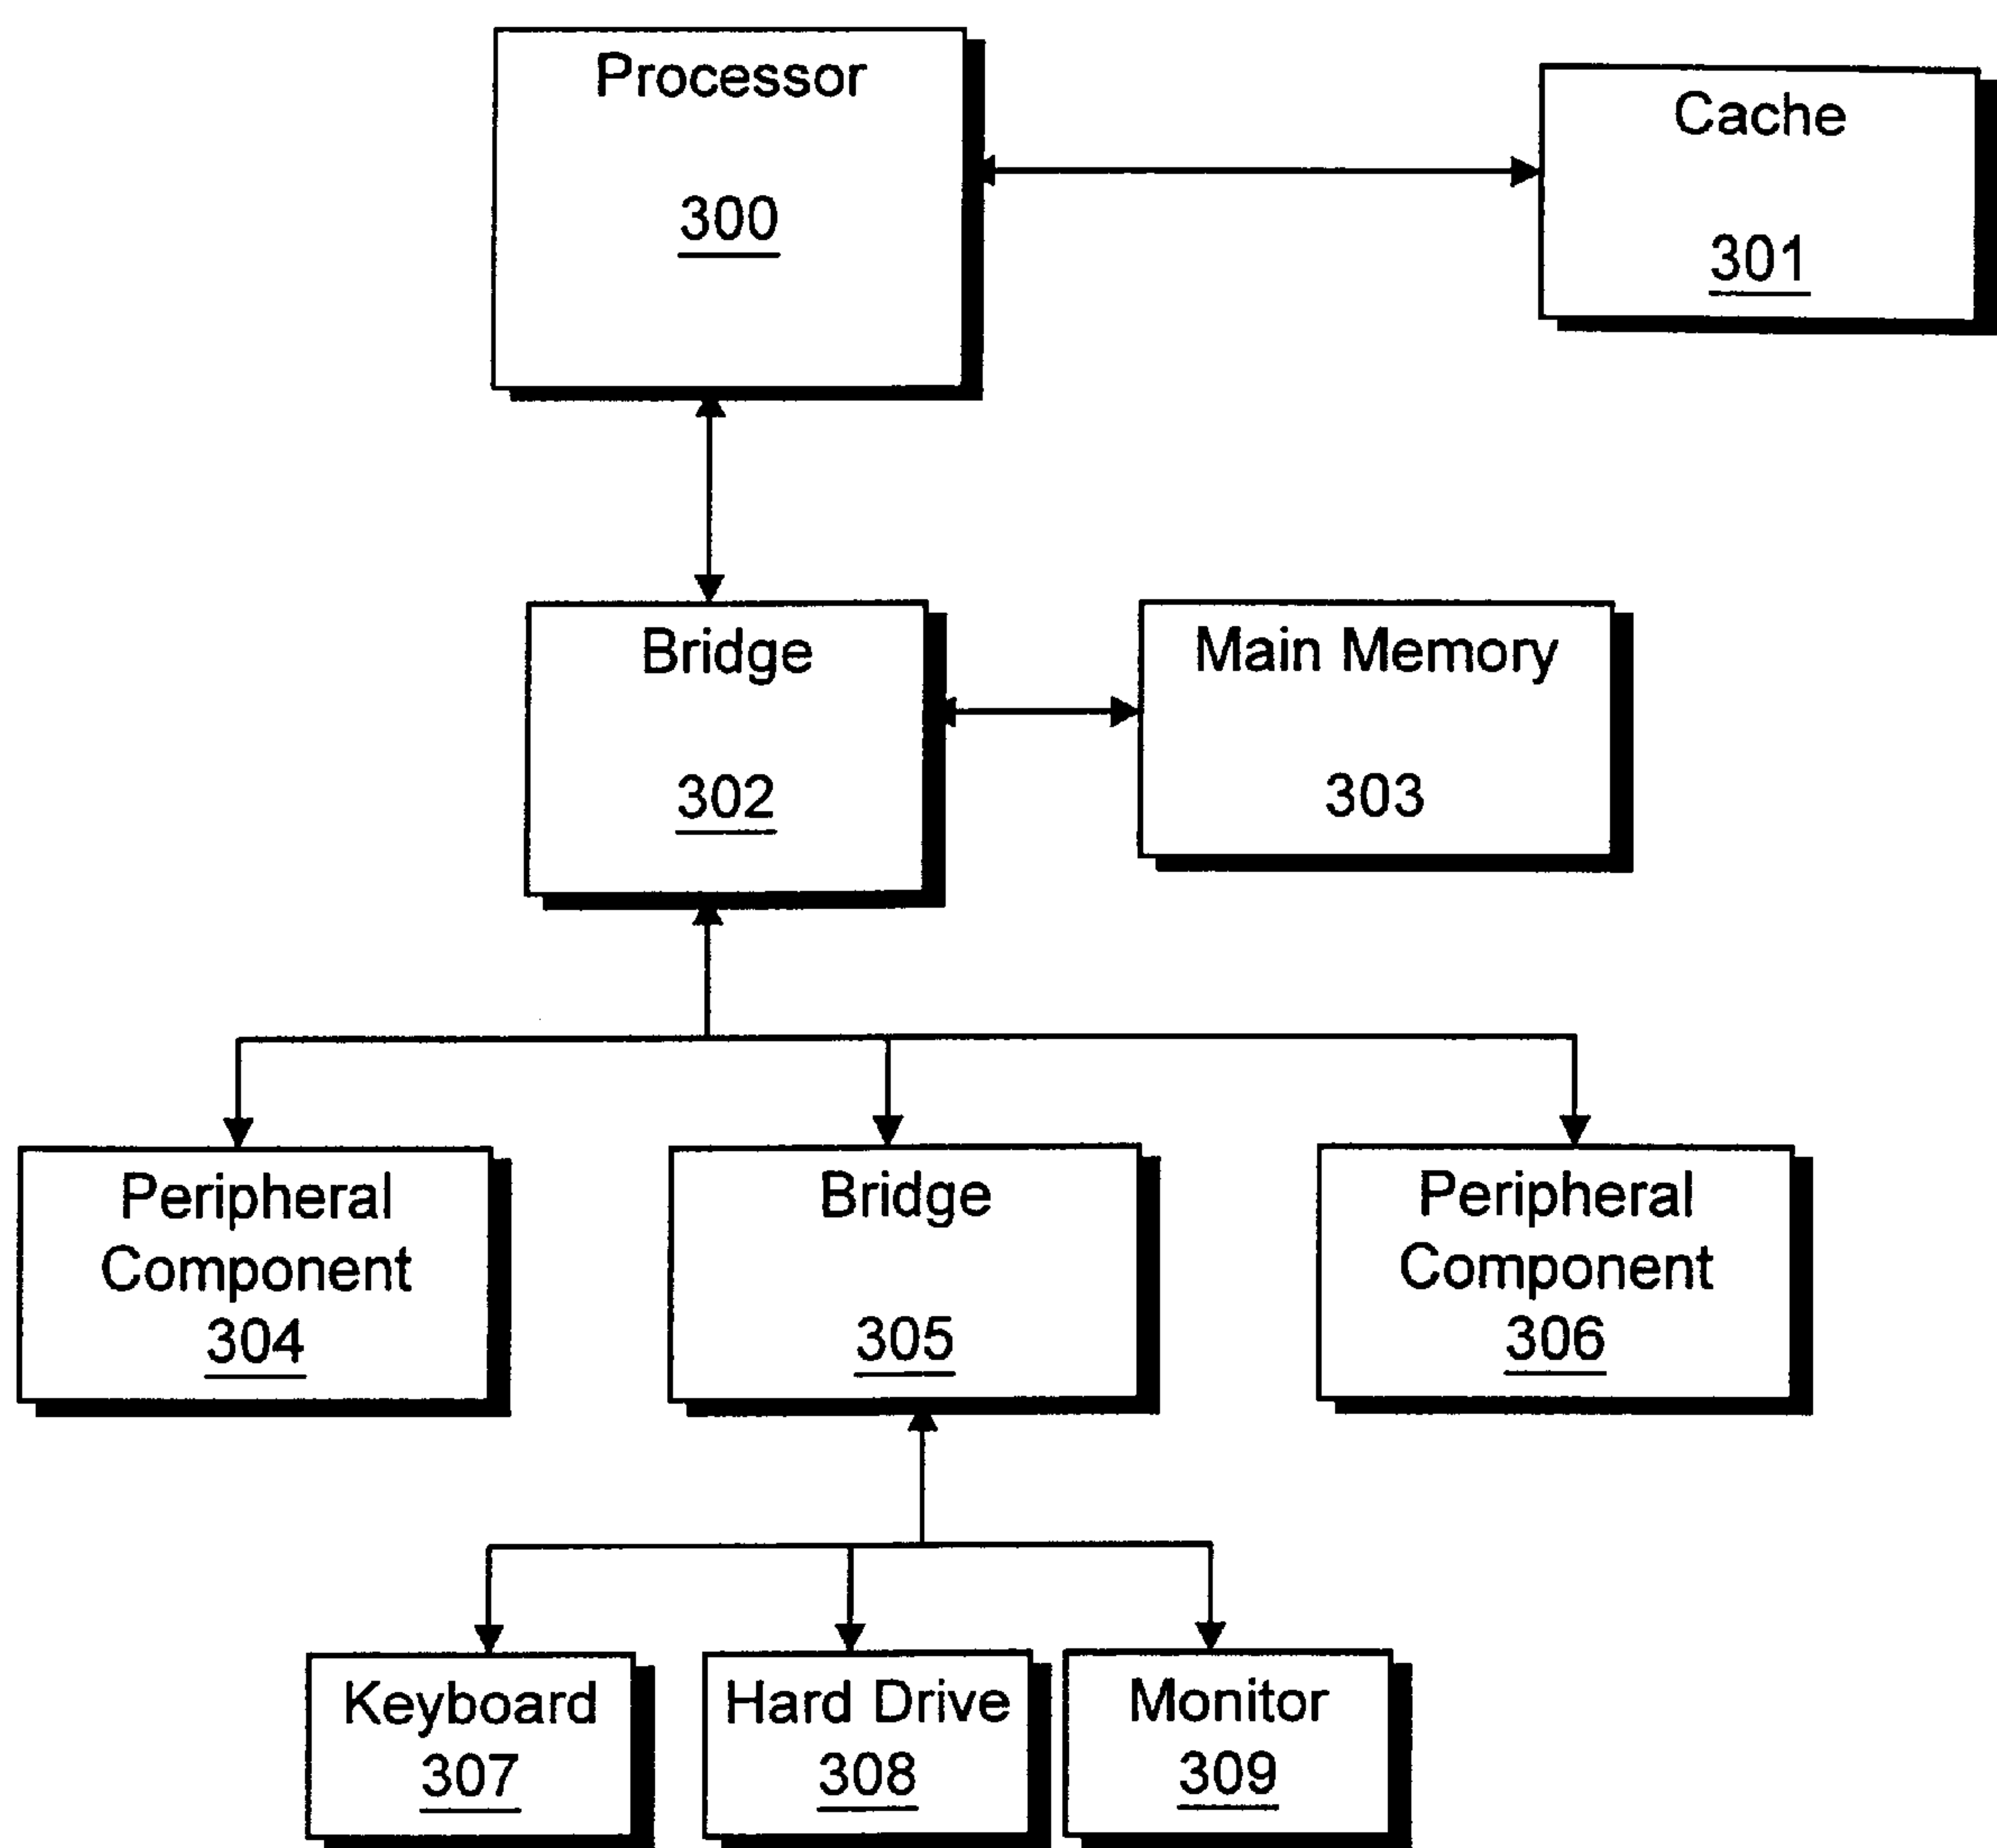 Processor
300
Cache
301
Bridge
302
Main Memory
303
Peripheral
Component
304
Bridge
305
Peripheral
Component
306
Keyboard
307
Hard Drive
308
Monitor
309